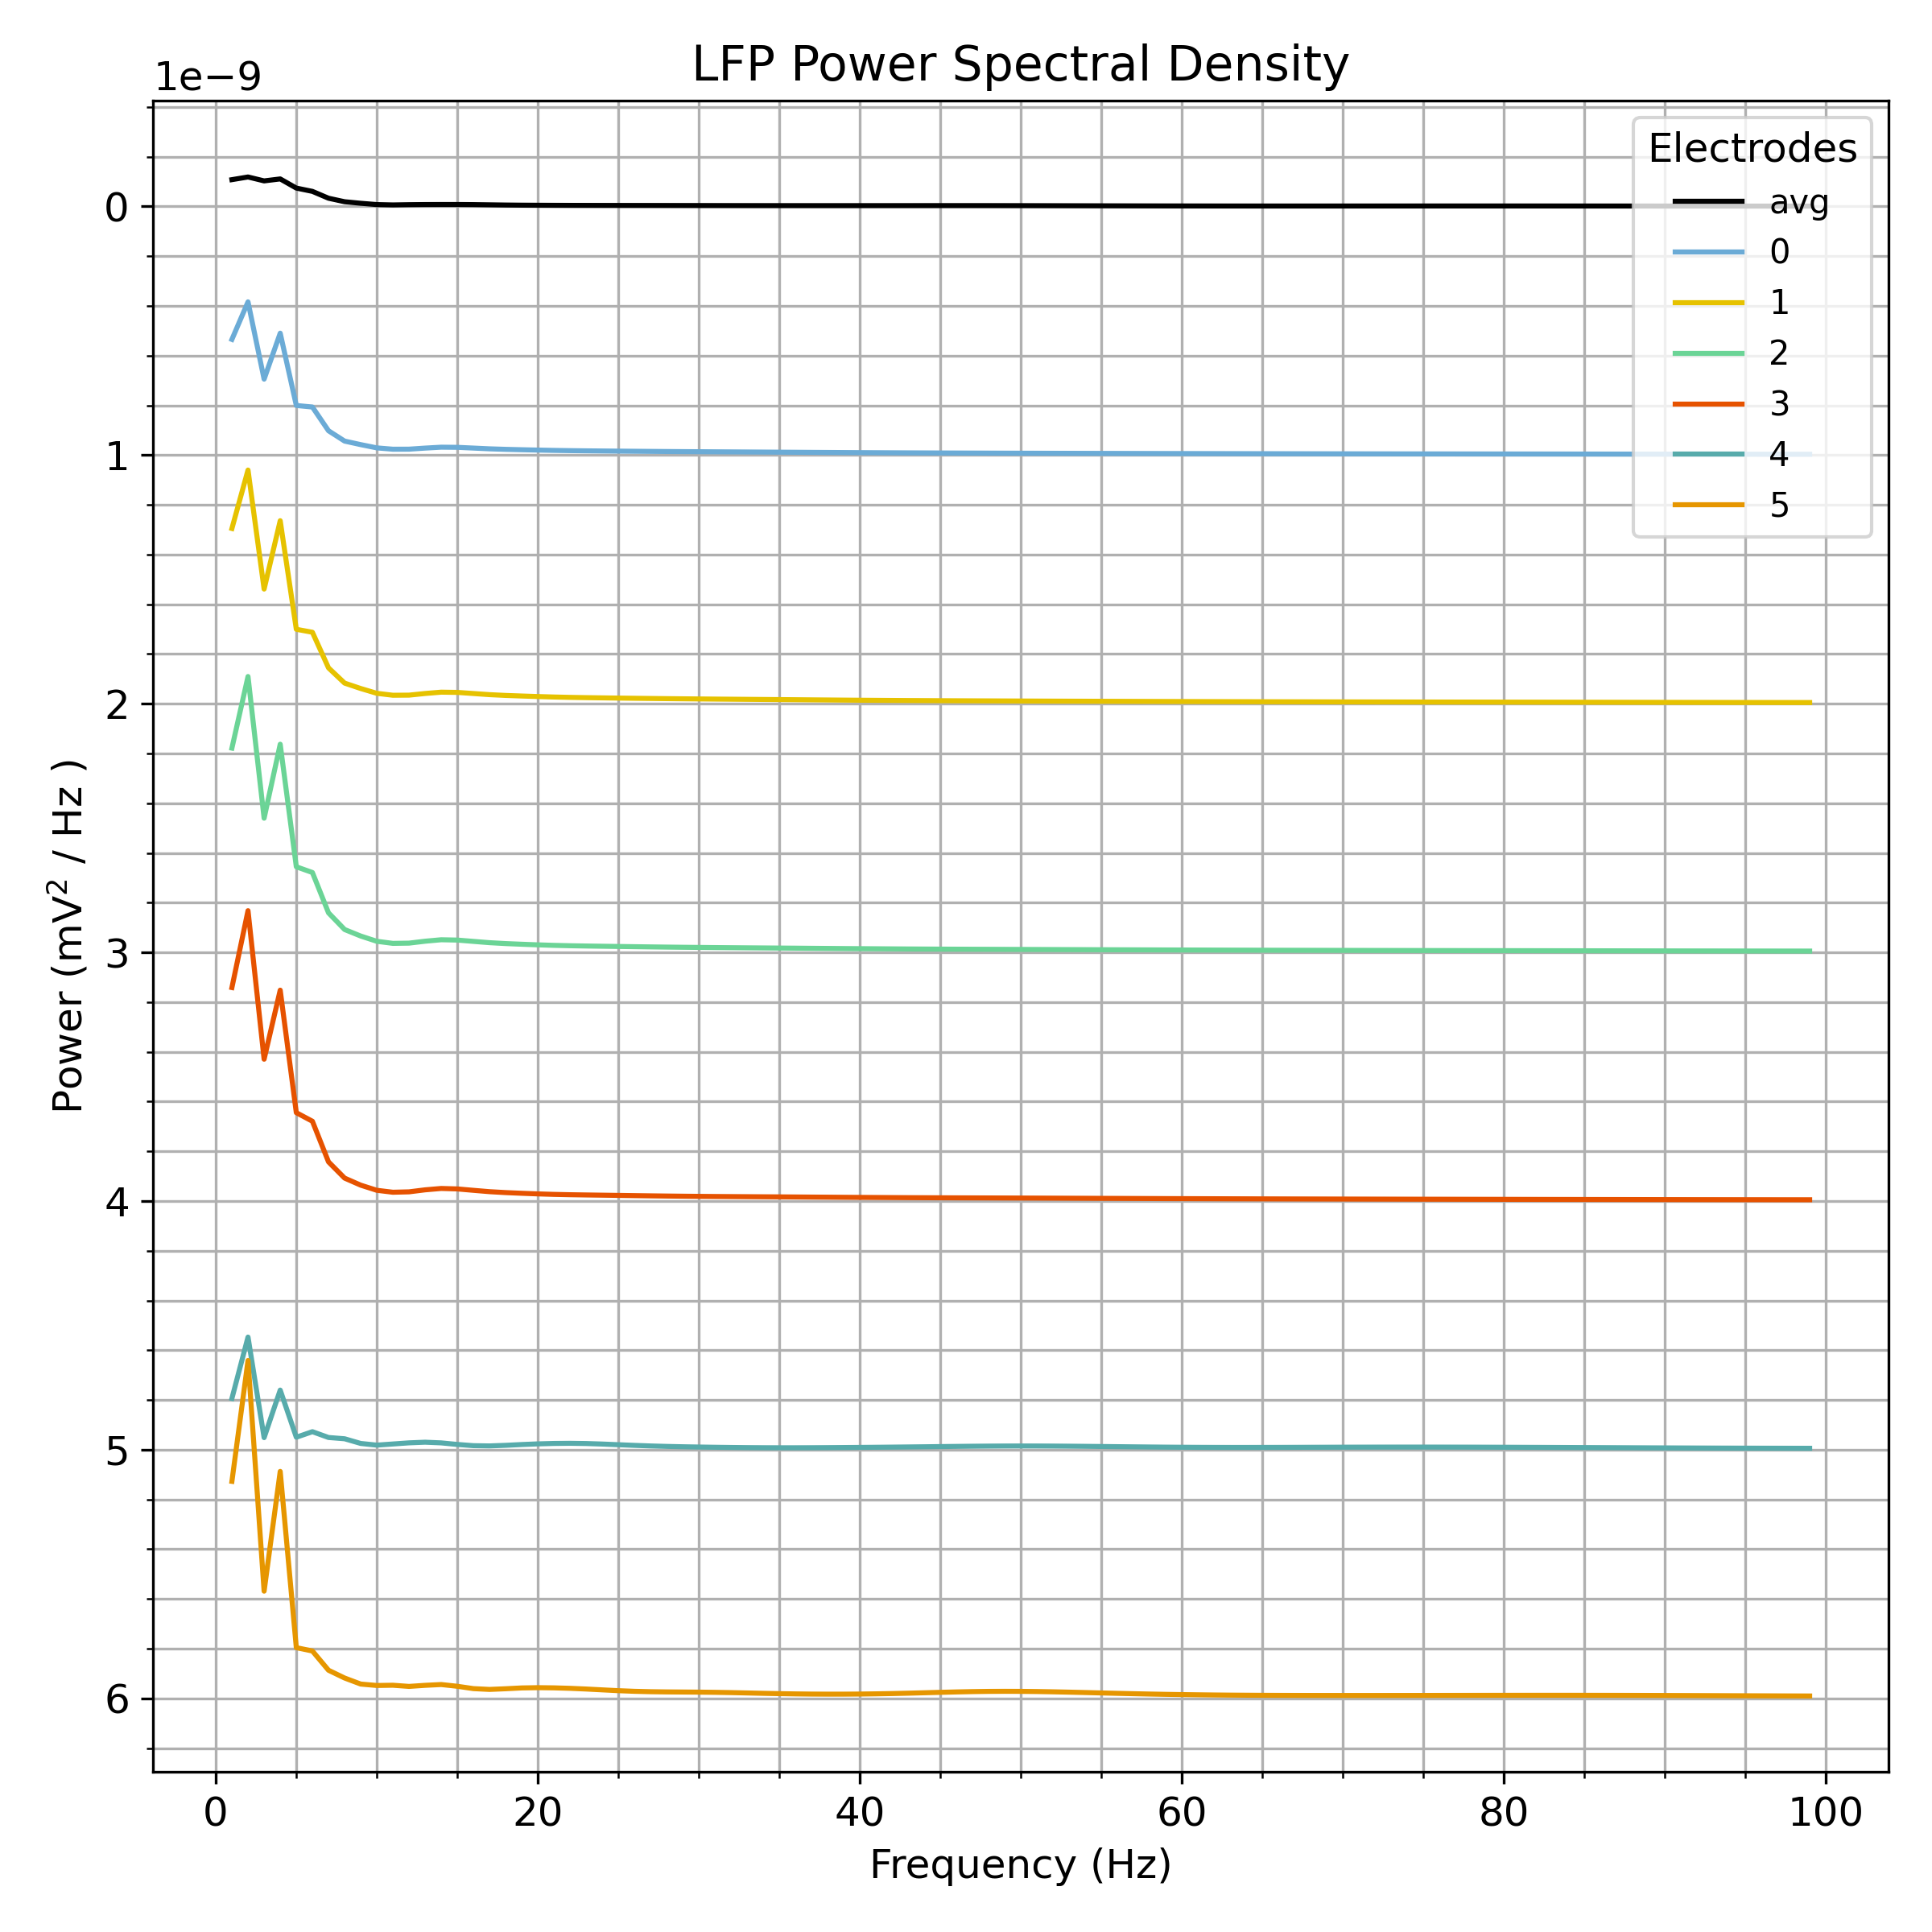 LFP Power Spectral Density
1e−9
Electrodes
avg
0
1
2
3
4
5
0
1
2
3
4
5
6
Power (mV² / Hz )
0 20 40 60 80 100
Frequency (Hz)